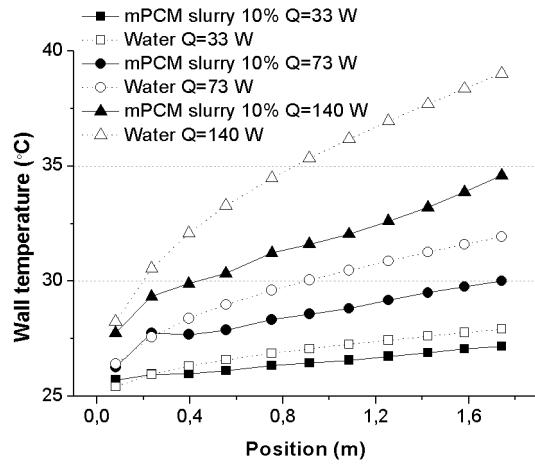 mPCM slurry 10% Q=33 W
Water Q=33 W
mPCM slurry 10% Q=73 W
Water Q=73 W
mPCM slurry 10% Q=140 W
Water Q=140 W
Wall temperature (°C)
40
35
30
25
0,0
0,4
0,8
1,2
1,6
Position (m)